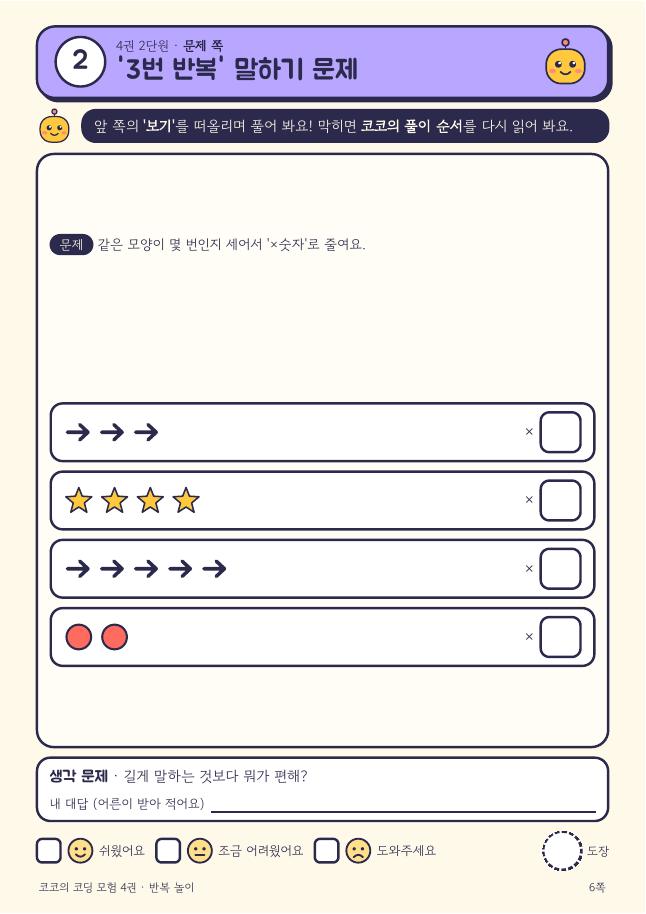 2
4권 2단원 · 문제 쪽
'3번 반복' 말하기 문제
앞 쪽의 '보기'를 떠올리며 풀어 봐요! 막히면 코코의 풀이 순서를 다시 읽어 봐요.
문제 같은 모양이 몇 번인지 세어서 '×숫자'로 줄여요.
×
×
×
×
생각 문제 · 길게 말하는 것보다 뭐가 편해?
내 대답 (어른이 받아 적어요)
쉬웠어요 조금 어려웠어요 도와주세요 도장
코코의 코딩 모험 4권 · 반복 놀이 6쪽